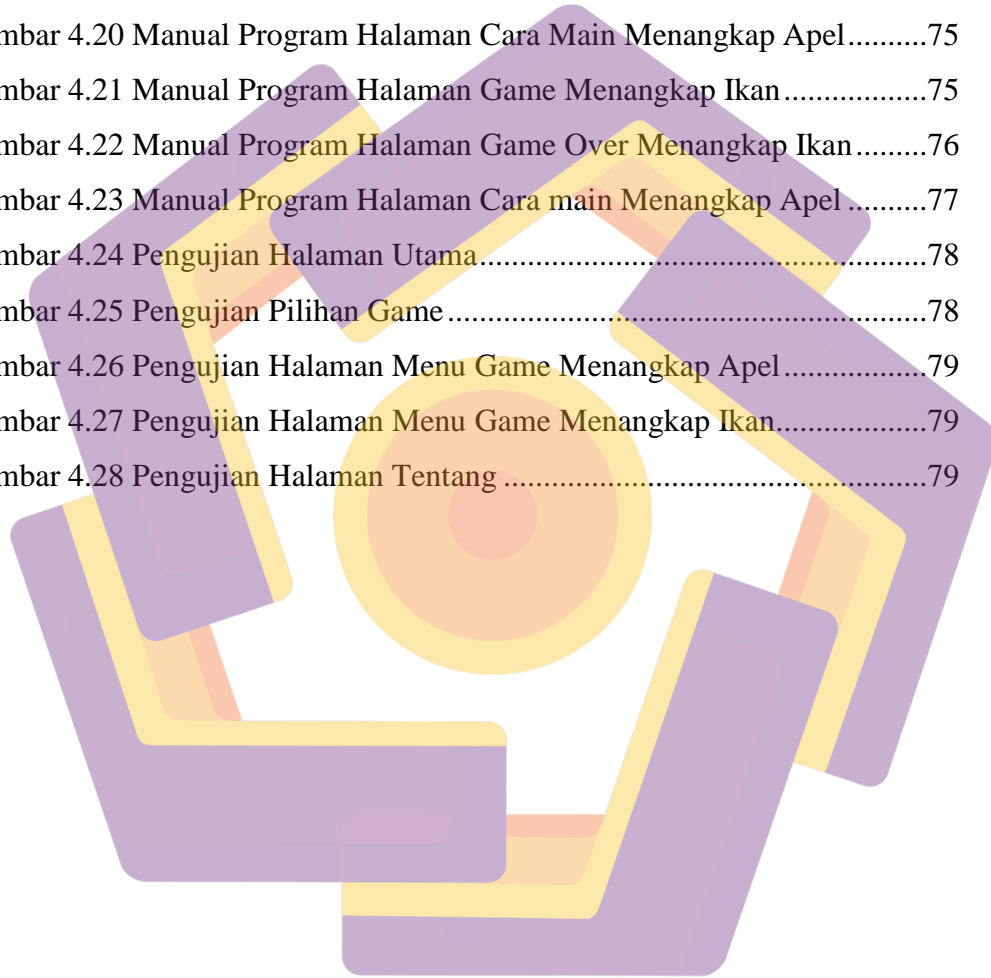 mbar 4.20 Manual Program Halaman Cara Main Menangkap Apel..........75
mbar 4.21 Manual Program Halaman Game Menangkap Ikan.................75
mbar 4.22 Manual Program Halaman Game Over Menangkap Ikan.........76
mbar 4.23 Manual Program Halaman Cara main Menangkap Apel..........77
mbar 4.24 Pengujian Halaman Utama.....................................................78
mbar 4.25 Pengujian Pilihan Game.........................................................78
mbar 4.26 Pengujian Halaman Menu Game Menangkap Apel.................79
mbar 4.27 Pengujian Halaman Menu Game Menangkap Ikan..................79
mbar 4.28 Pengujian Halaman Tentang..................................................79